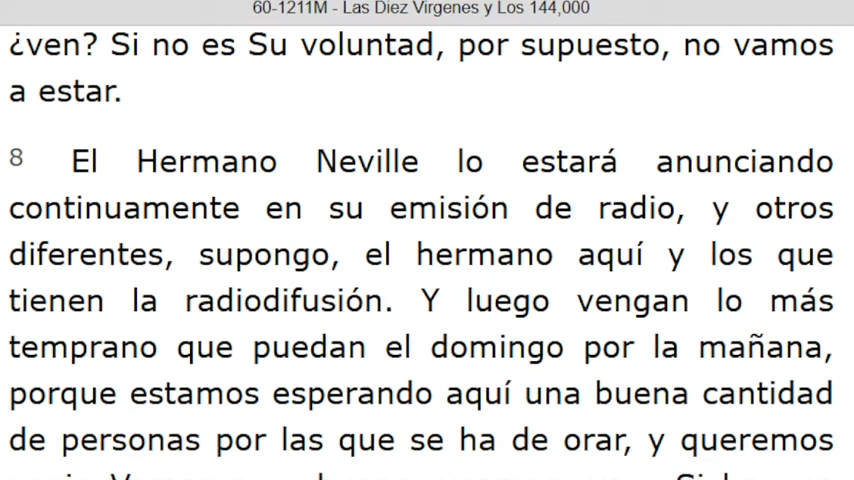 60-1211M - Las Diez Virgenes y Los 144,000
¿ven? Si no es Su voluntad, por supuesto, no vamos
a estar.
8 El Hermano Neville lo estará anunciando
continuamente en su emisión de radio, y otros
diferentes, supongo, el hermano aquí y los que
tienen la radiodifusión. Y luego vengan lo más
temprano que puedan el domingo por la mañana,
porque estamos esperando aquí una buena cantidad
de personas por las que se ha de orar, y queremos